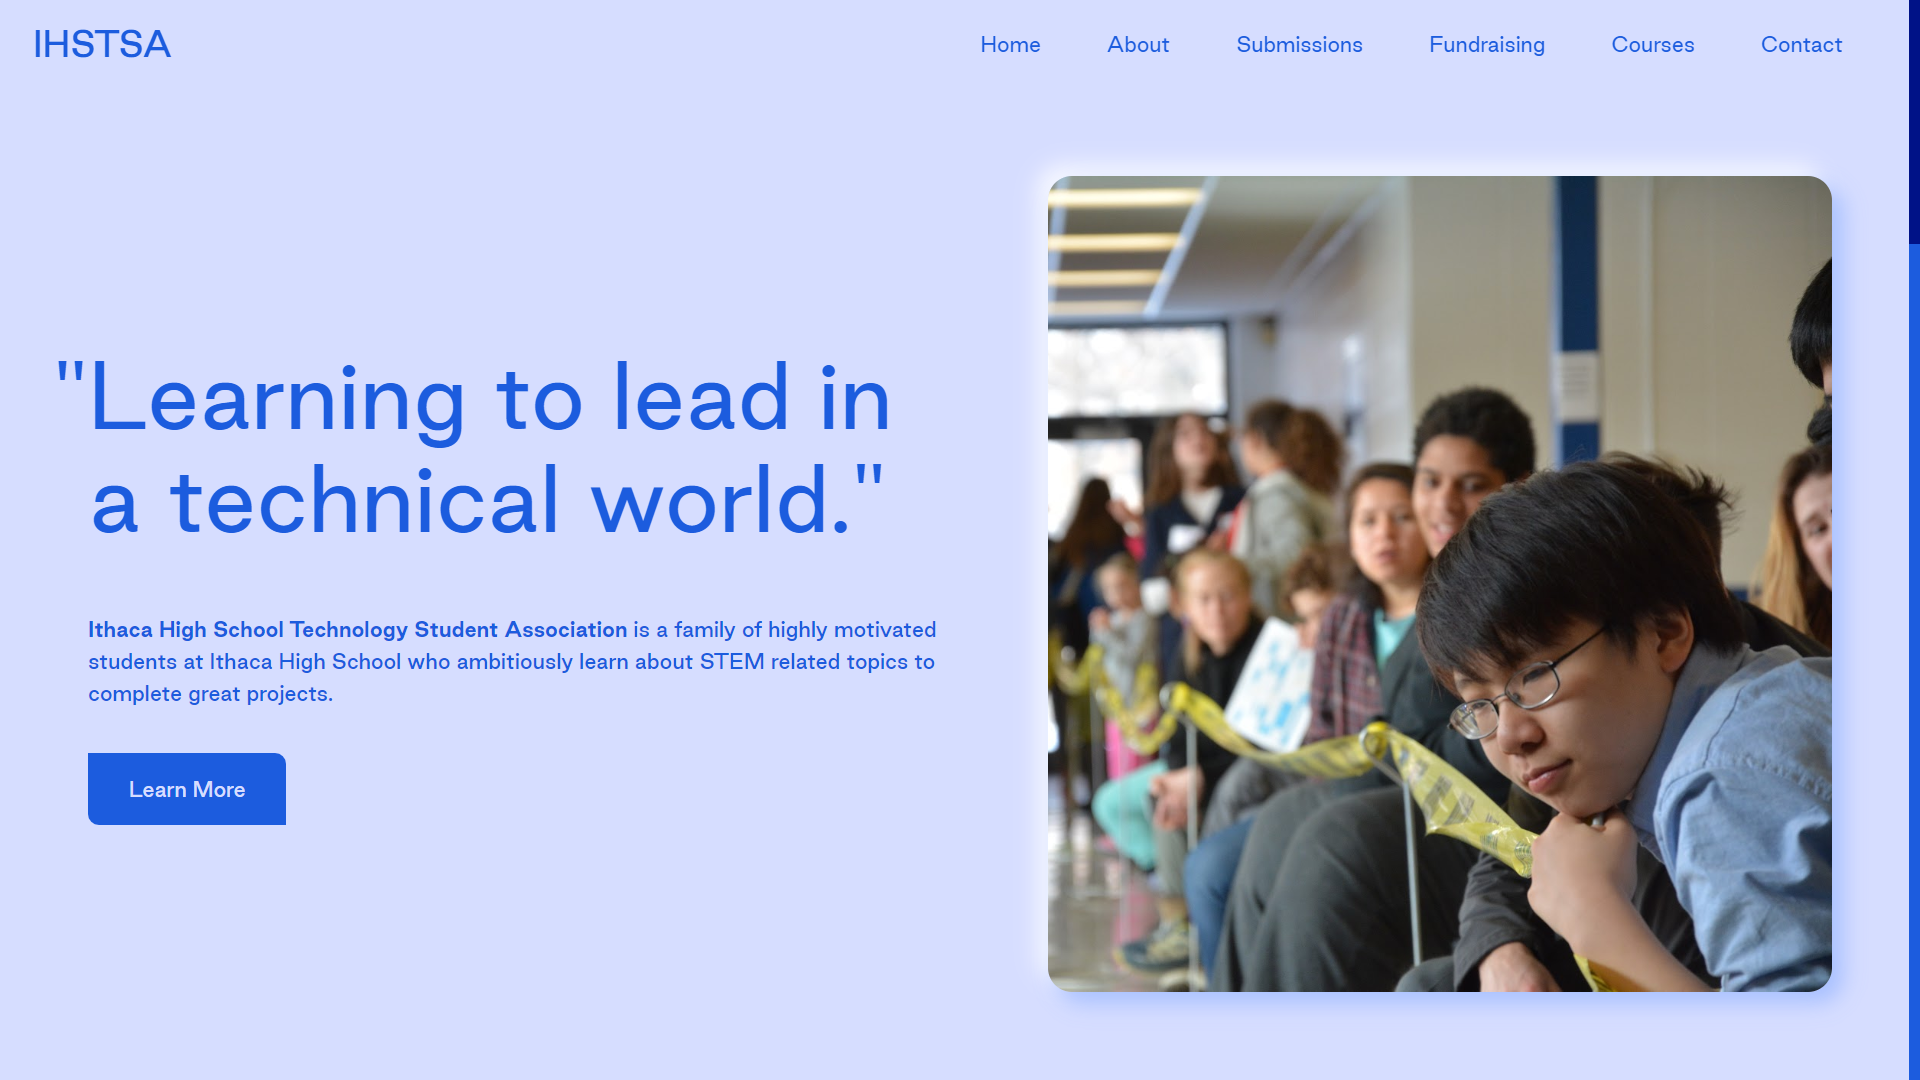 IHSTSA
Home
About
Submissions
Fundraising
Courses
Contact
"Learning to lead in
a technical world."
Ithaca High School Technology Student Association is a family of highly motivated
students at Ithaca High School who ambitiously learn about STEM related topics to
complete great projects.
Learn More